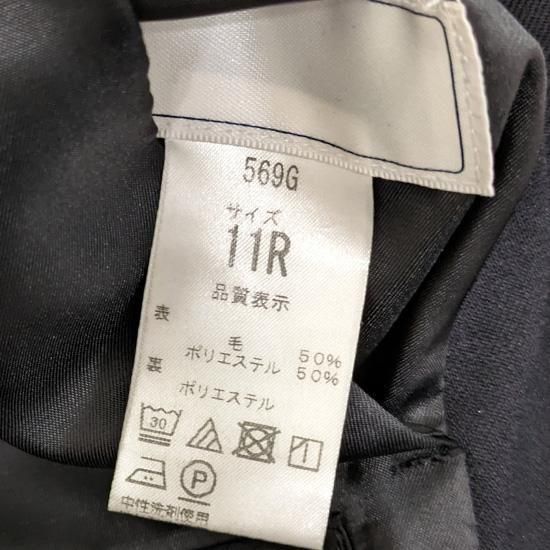 569G
サイズ
11R
品質表示
表
毛 50%
ポリエステル 50%
裏
ポリエステル
30
P
中性洗剤使用